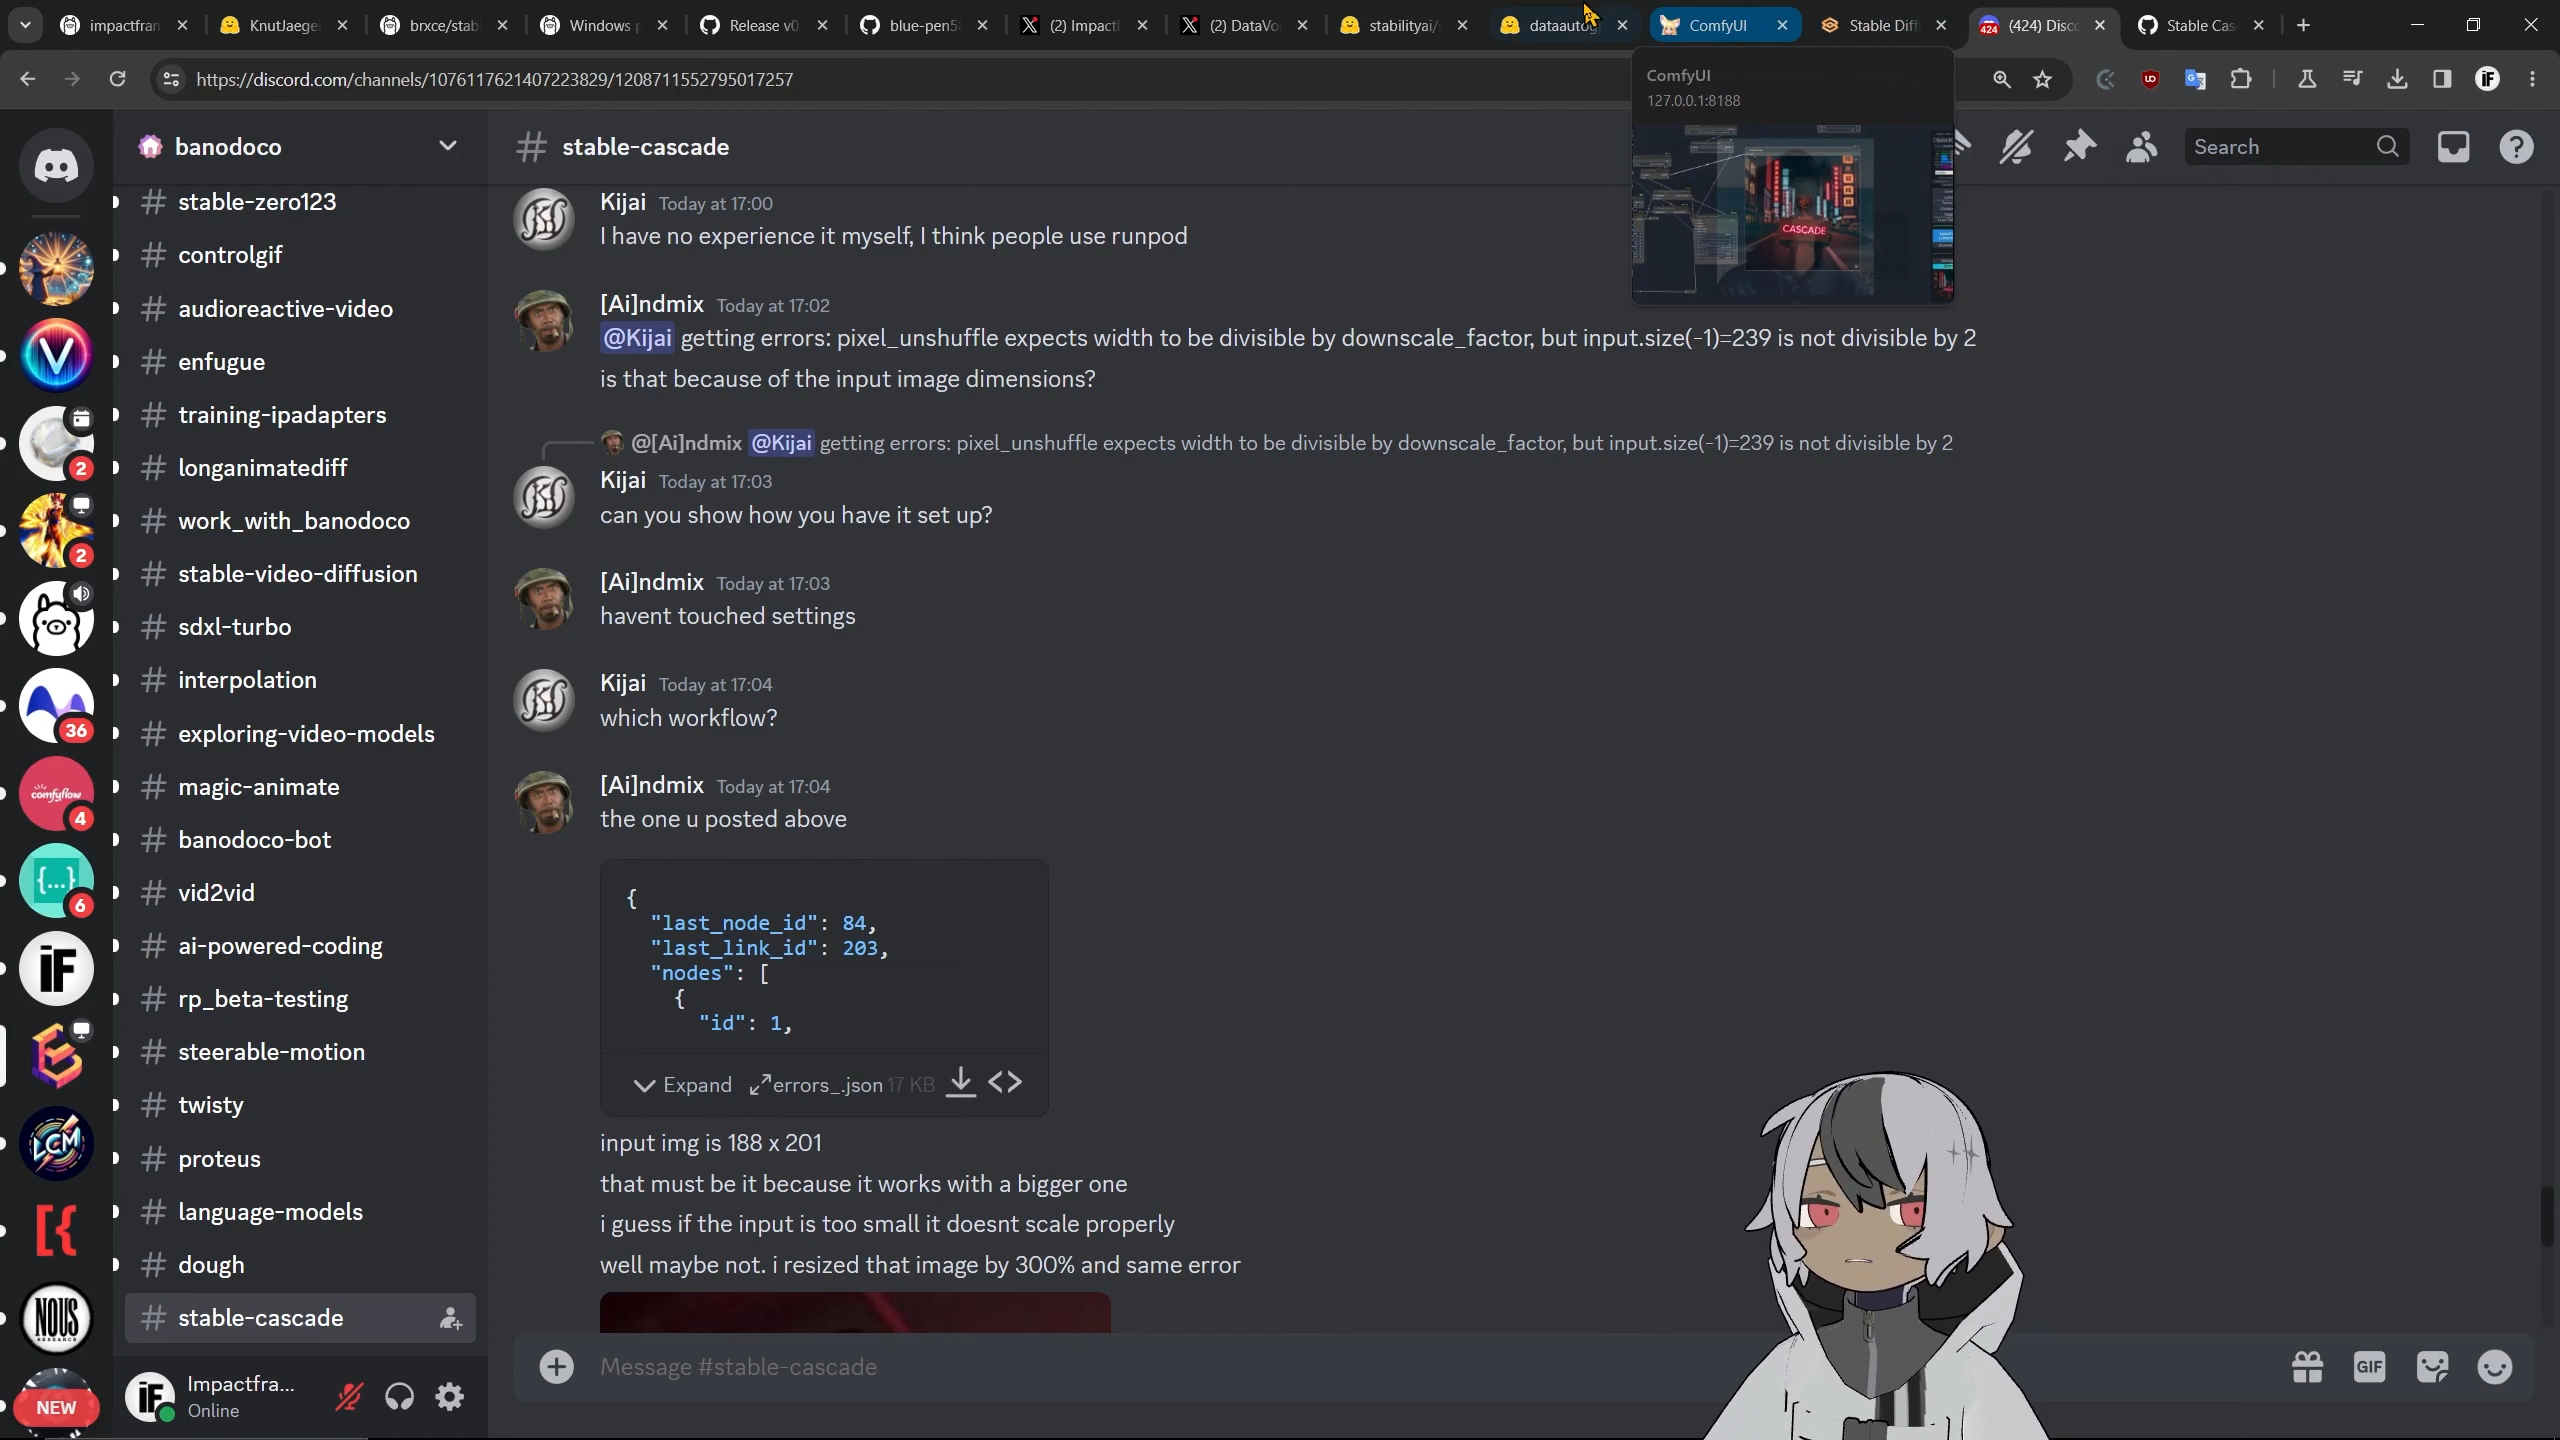 impactfran
KnutJaege
brxce/stab
Windows p
Release v0.
blue-pen5
(2) Impact
(2) DataVo
stabilityai/
dataautog
ComfyUI
Stable Diff
(424) Disc
Stable Cas
https://discord.com/channels/1076117621407223829/1208711552795017257
ComfyUI
127.0.0.1:8188
CASCADE
banodoco
stable-cascade
Search
stable-zero123
controlgif
audioreactive-video
enfugue
training-ipadapters
longanimatediff
work_with_banodoco
stable-video-diffusion
sdxl-turbo
interpolation
exploring-video-models
magic-animate
banodoco-bot
vid2vid
ai-powered-coding
rp_beta-testing
steerable-motion
twisty
proteus
language-models
dough
stable-cascade
2
2
36
comfyflow
4
{...}
6
iF
LCM
NOUS
NEW
iF
Impactfra...
Online
Kijai Today at 17:00
I have no experience it myself, I think people use runpod
[Ai]ndmix Today at 17:02
@Kijai getting errors: pixel_unshuffle expects width to be divisible by downscale_factor, but input.size(-1)=239 is not divisible by 2
is that because of the input image dimensions?
@[Ai]ndmix @Kijai getting errors: pixel_unshuffle expects width to be divisible by downscale_factor, but input.size(-1)=239 is not divisible by 2
Kijai Today at 17:03
can you show how you have it set up?
[Ai]ndmix Today at 17:03
havent touched settings
Kijai Today at 17:04
which workflow?
[Ai]ndmix Today at 17:04
the one u posted above
{
"last_node_id": 84,
"last_link_id": 203,
"nodes": [
{
"id": 1,
Expand errors_.json 17 KB
input img is 188 x 201
that must be it because it works with a bigger one
i guess if the input is too small it doesnt scale properly
well maybe not. i resized that image by 300% and same error
Message #stable-cascade
GIF